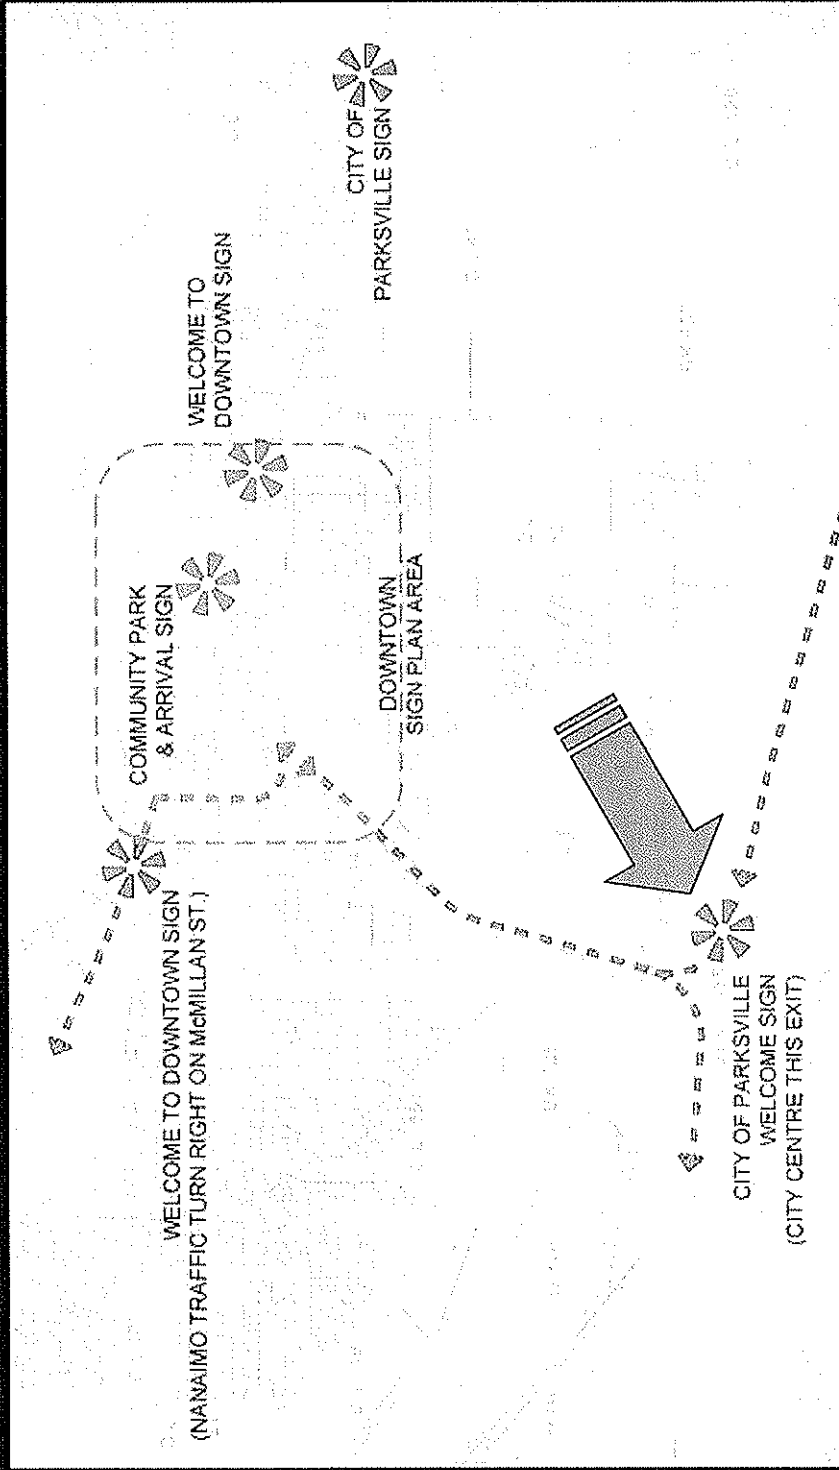 WELCOME TO DOWNTOWN SIGN
(NANAIMO TRAFFIC TURN RIGHT ON McMILLAN ST.)
COMMUNITY PARK
& ARRIVAL SIGN
WELCOME TO
DOWNTOWN SIGN
CITY OF
PARKSVILLE SIGN
DOWNTOWN
SIGN PLAN AREA
CITY OF PARKSVILLE
WELCOME SIGN
(CITY CENTRE THIS EXIT)